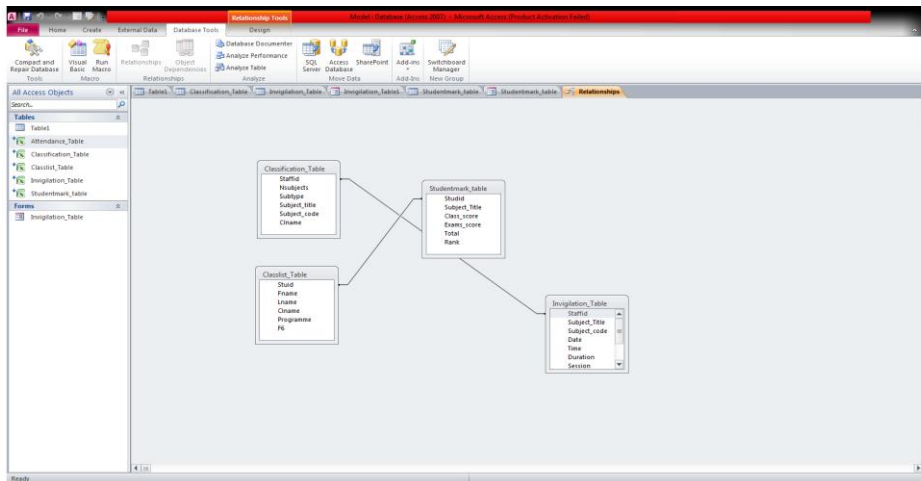 Relationship Tools
Model : Database (Access 2007) - Microsoft Access (Product Activation Failed)
File Home Create External Data Database Tools Design
Compact and Repair Database
Visual Basic
Run Macro
Relationships
Object Dependencies
Database Documenter
Analyze Performance
Analyze Table
SQL Server
Access Database
SharePoint
Add-ins
Switchboard Manager
Tools Macro Relationships Analyze Move Data Add-Ins New Group
All Access Objects
Table1 Classification_Table Invigilation_Table Invigilation_Table1 Studentmark_table Studentmark_table Relationships
Search...
Tables
Table1
Attendance_Table
Classification_Table
Classlist_Table
Invigilation_Table
Studentmark_table
Forms
Invigilation_Table
Classification_Table
Staffid
Nsubjects
Subtype
Subject_title
Subject_code
Clname
Studentmark_table
Studid
Subject_Title
Class_score
Exams_score
Total
Rank
Classlist_Table
Stuid
Fname
Lname
Clname
Programme
F6
Invigilation_Table
Staffid
Subject_Title
Subject_code
Date
Time
Duration
Session
Ready